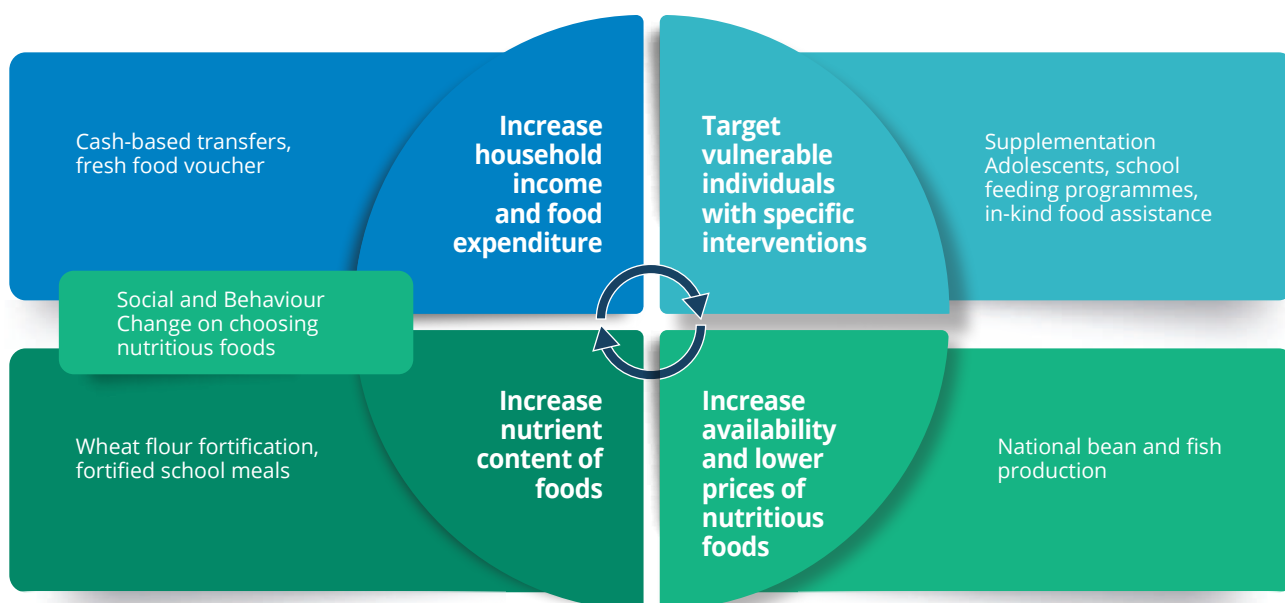 Cash-based transfers,
fresh food voucher
Increase
household
income
and food
expenditure
Target
vulnerable
individuals
with specific
interventions
Supplementation
Adolescents, school
feeding programmes,
in-kind food assistance
Social and Behaviour
Change on choosing
nutritious foods
Wheat flour fortification,
fortified school meals
Increase
nutrient
content of
foods
Increase
availability
and lower
prices of
nutritious
foods
National bean and fish
production